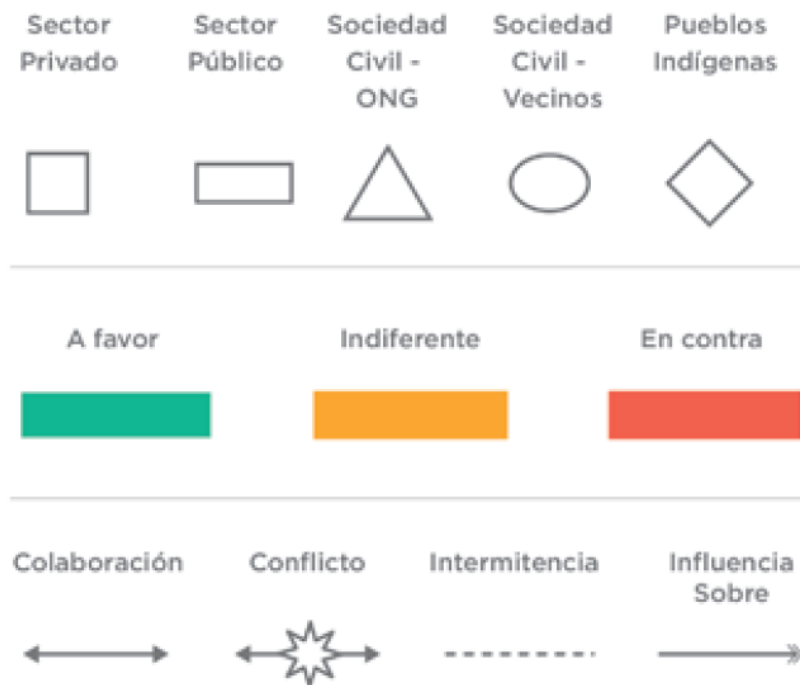 Sector Privado
Sector Público
Sociedad Civil - ONG
Sociedad Civil - Vecinos
Pueblos Indígenas
A favor
Indiferente
En contra
Colaboración
Conflicto
Intermitencia
Influencia Sobre